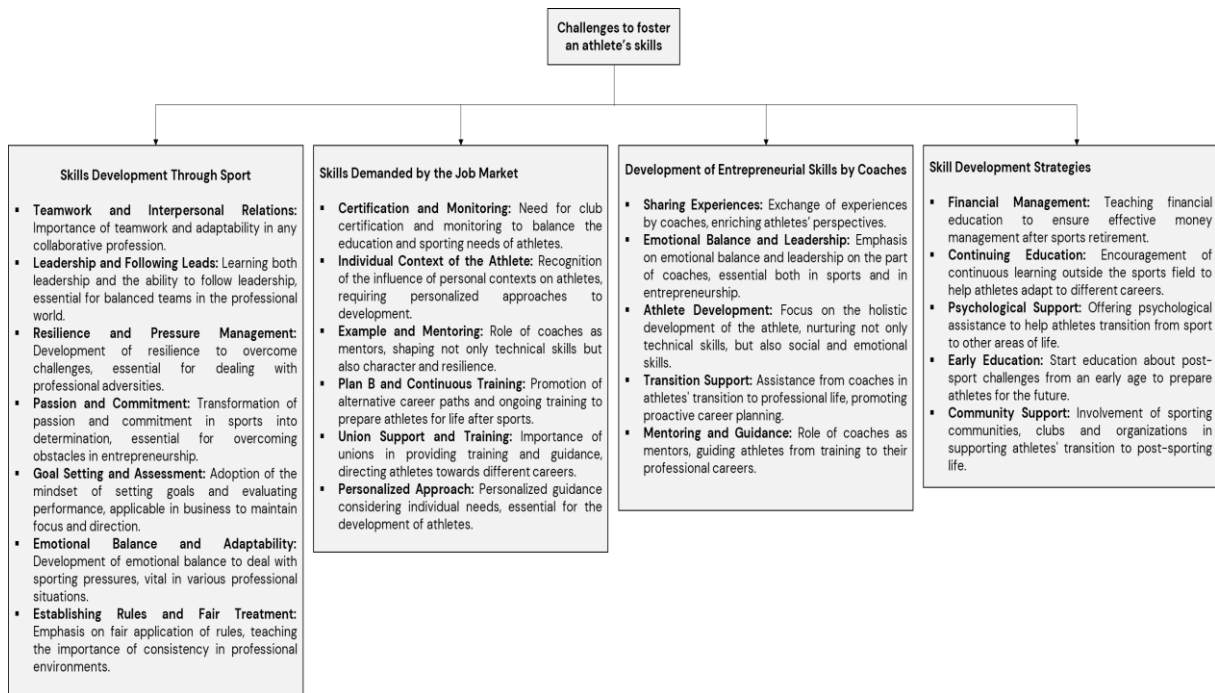 Challenges to foster
an athlete's skills
Skills Development Through Sport
▪ Teamwork and Interpersonal Relations:
Importance of teamwork and adaptability in any
collaborative profession.
▪ Leadership and Following Leads: Learning both
leadership and the ability to follow leadership,
essential for balanced teams in the professional
world.
▪ Resilience and Pressure Management:
Development of resilience to overcome
challenges, essential for dealing with
professional adversities.
▪ Passion and Commitment: Transformation of
passion and commitment in sports into
determination, essential for overcoming
obstacles in entrepreneurship.
▪ Goal Setting and Assessment: Adoption of the
mindset of setting goals and evaluating
performance, applicable in business to maintain
focus and direction.
▪ Emotional Balance and Adaptability:
Development of emotional balance to deal with
sporting pressures, vital in various professional
situations.
▪ Establishing Rules and Fair Treatment:
Emphasis on fair application of rules, teaching
the importance of consistency in professional
environments.
Skills Demanded by the Job Market
▪ Certification and Monitoring: Need for club
certification and monitoring to balance the
education and sporting needs of athletes.
▪ Individual Context of the Athlete: Recognition
of the influence of personal contexts on athletes,
requiring personalized approaches to
development.
▪ Example and Mentoring: Role of coaches as
mentors, shaping not only technical skills but
also character and resilience.
▪ Plan B and Continuous Training: Promotion of
alternative career paths and ongoing training to
prepare athletes for life after sports.
▪ Union Support and Training: Importance of
unions in providing training and guidance,
directing athletes towards different careers.
▪ Personalized Approach: Personalized guidance
considering individual needs, essential for the
development of athletes.
Development of Entrepreneurial Skills by Coaches
▪ Sharing Experiences: Exchange of experiences
by coaches, enriching athletes' perspectives.
▪ Emotional Balance and Leadership: Emphasis
on emotional balance and leadership on the part
of coaches, essential both in sports and in
entrepreneurship.
▪ Athlete Development: Focus on the holistic
development of the athlete, nurturing not only
technical skills, but also social and emotional
skills.
▪ Transition Support: Assistance from coaches in
athletes' transition to professional life, promoting
proactive career planning.
▪ Mentoring and Guidance: Role of coaches as
mentors, guiding athletes from training to their
professional careers.
Skill Development Strategies
▪ Financial Management: Teaching financial
education to ensure effective money
management after sports retirement.
▪ Continuing Education: Encouragement of
continuous learning outside the sports field to
help athletes adapt to different careers.
▪ Psychological Support: Offering psychological
assistance to help athletes transition from sport
to other areas of life.
▪ Early Education: Start education about post-
sport challenges from an early age to prepare
athletes for the future.
▪ Community Support: Involvement of sporting
communities, clubs and organizations in
supporting athletes' transition to post-sporting
life.